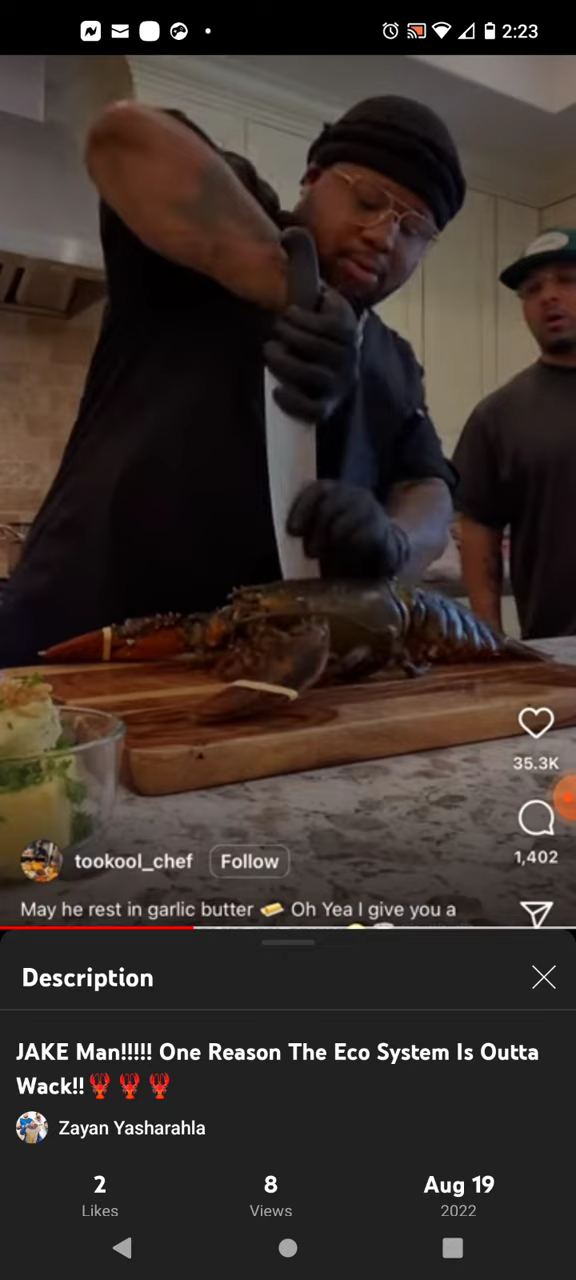 2:23
35.3K
1,402
tookool_chef Follow
May he rest in garlic butter 🧈 Oh Yea I give you a
Description
JAKE Man!!!!! One Reason The Eco System Is Outta
Wack!!🦞🦞🦞
Zayan Yasharahla
2 8 Aug 19
Likes Views 2022